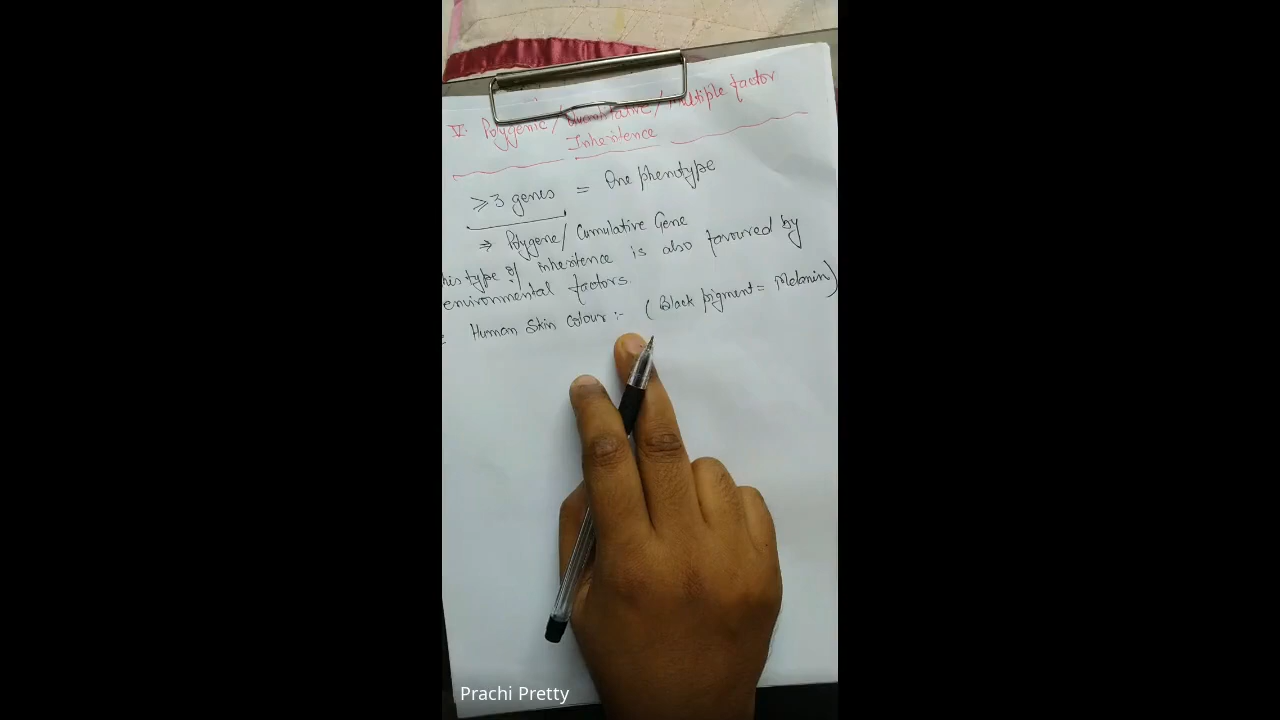 V. Polygenic / Quantitative / Multiple factor
Inheritence
≥3 genes = One phenotype
⇒ Polygene / Cumulative Gene
his type of inheritence is also favoured by
environmental factors.
Human Skin Colour :- (Black pigment = Melanin)
Prachi Pretty